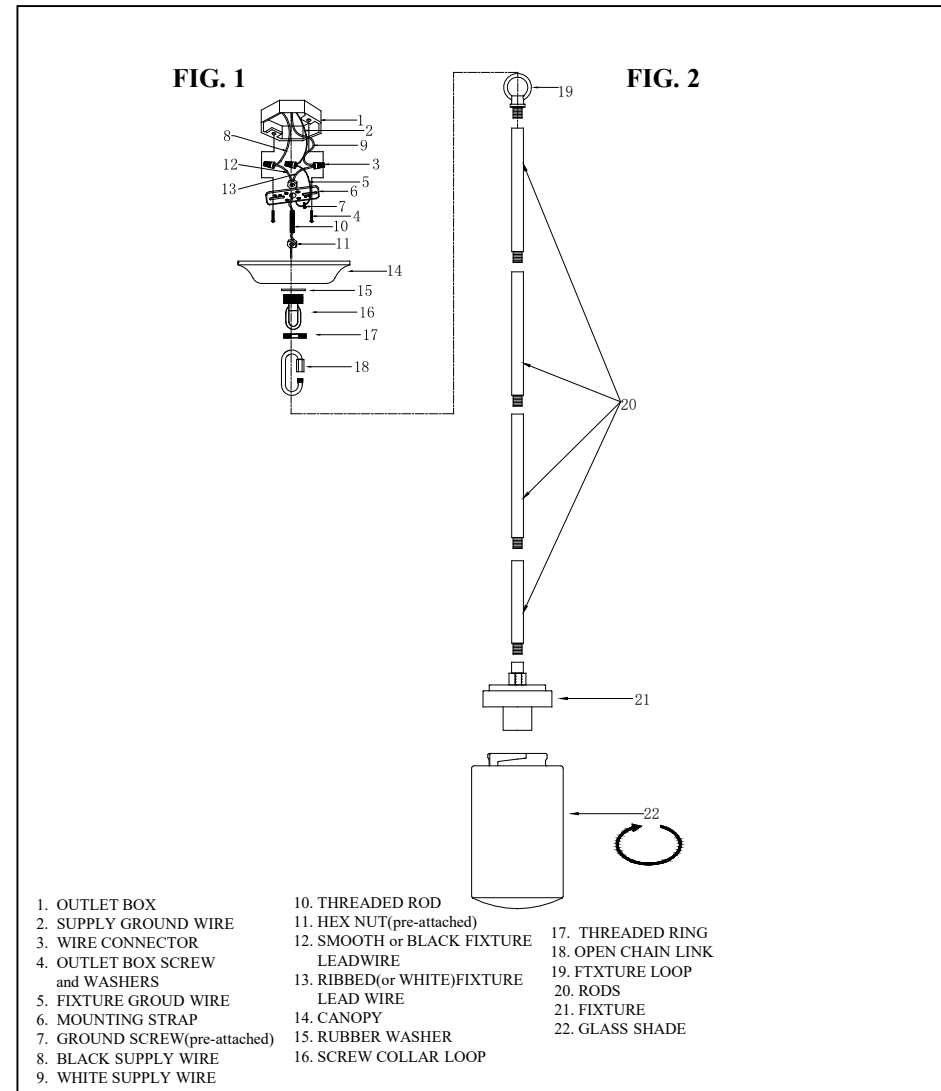 FIG. 1
FIG. 2
1
2
8
9
12
3
13
5
6
7
4
10
11
14
15
16
17
18
19
20
21
22
1. OUTLET BOX
2. SUPPLY GROUND WIRE
3. WIRE CONNECTOR
4. OUTLET BOX SCREW
and WASHERS
5. FIXTURE GROUD WIRE
6. MOUNTING STRAP
7. GROUND SCREW(pre-attached)
8. BLACK SUPPLY WIRE
9. WHITE SUPPLY WIRE
10. THREADED ROD
11. HEX NUT(pre-attached)
12. SMOOTH or BLACK FIXTURE
LEADWIRE
13. RIBBED(or WHITE)FIXTURE
LEAD WIRE
14. CANOPY
15. RUBBER WASHER
16. SCREW COLLAR LOOP
17. THREADED RING
18. OPEN CHAIN LINK
19. FTXTURE LOOP
20. RODS
21. FIXTURE
22. GLASS SHADE